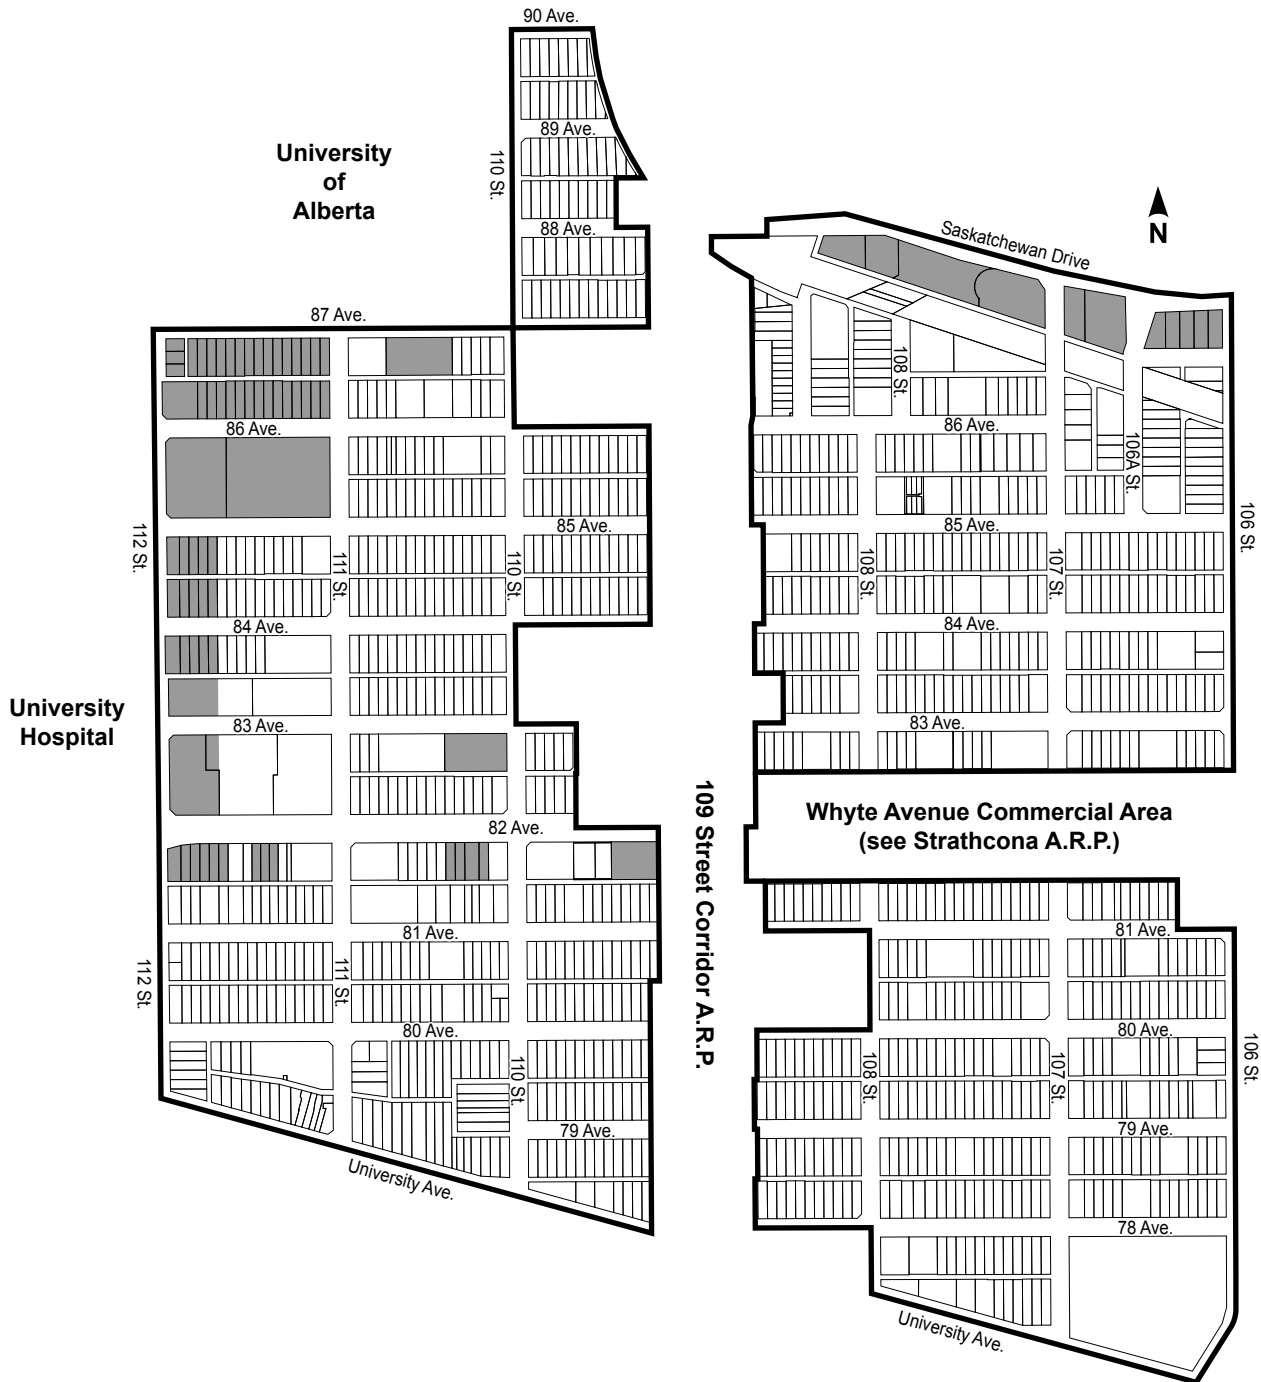 90 Ave.
89 Ave.
University
of
Alberta
110 St.
88 Ave.
N
Saskatchewan Drive
87 Ave.
108 St.
86 Ave.
86 Ave.
106A St.
112 St.
111 St.
110 St.
85 Ave.
85 Ave.
108 St.
107 St.
106 St.
84 Ave.
84 Ave.
University
Hospital
83 Ave.
83 Ave.
109 Street Corridor A.R.P.
82 Ave.
Whyte Avenue Commercial Area
(see Strathcona A.R.P.)
81 Ave.
81 Ave.
112 St.
111 St.
80 Ave.
80 Ave.
110 St.
108 St.
107 St.
106 St.
79 Ave.
79 Ave.
University Ave.
78 Ave.
University Ave.